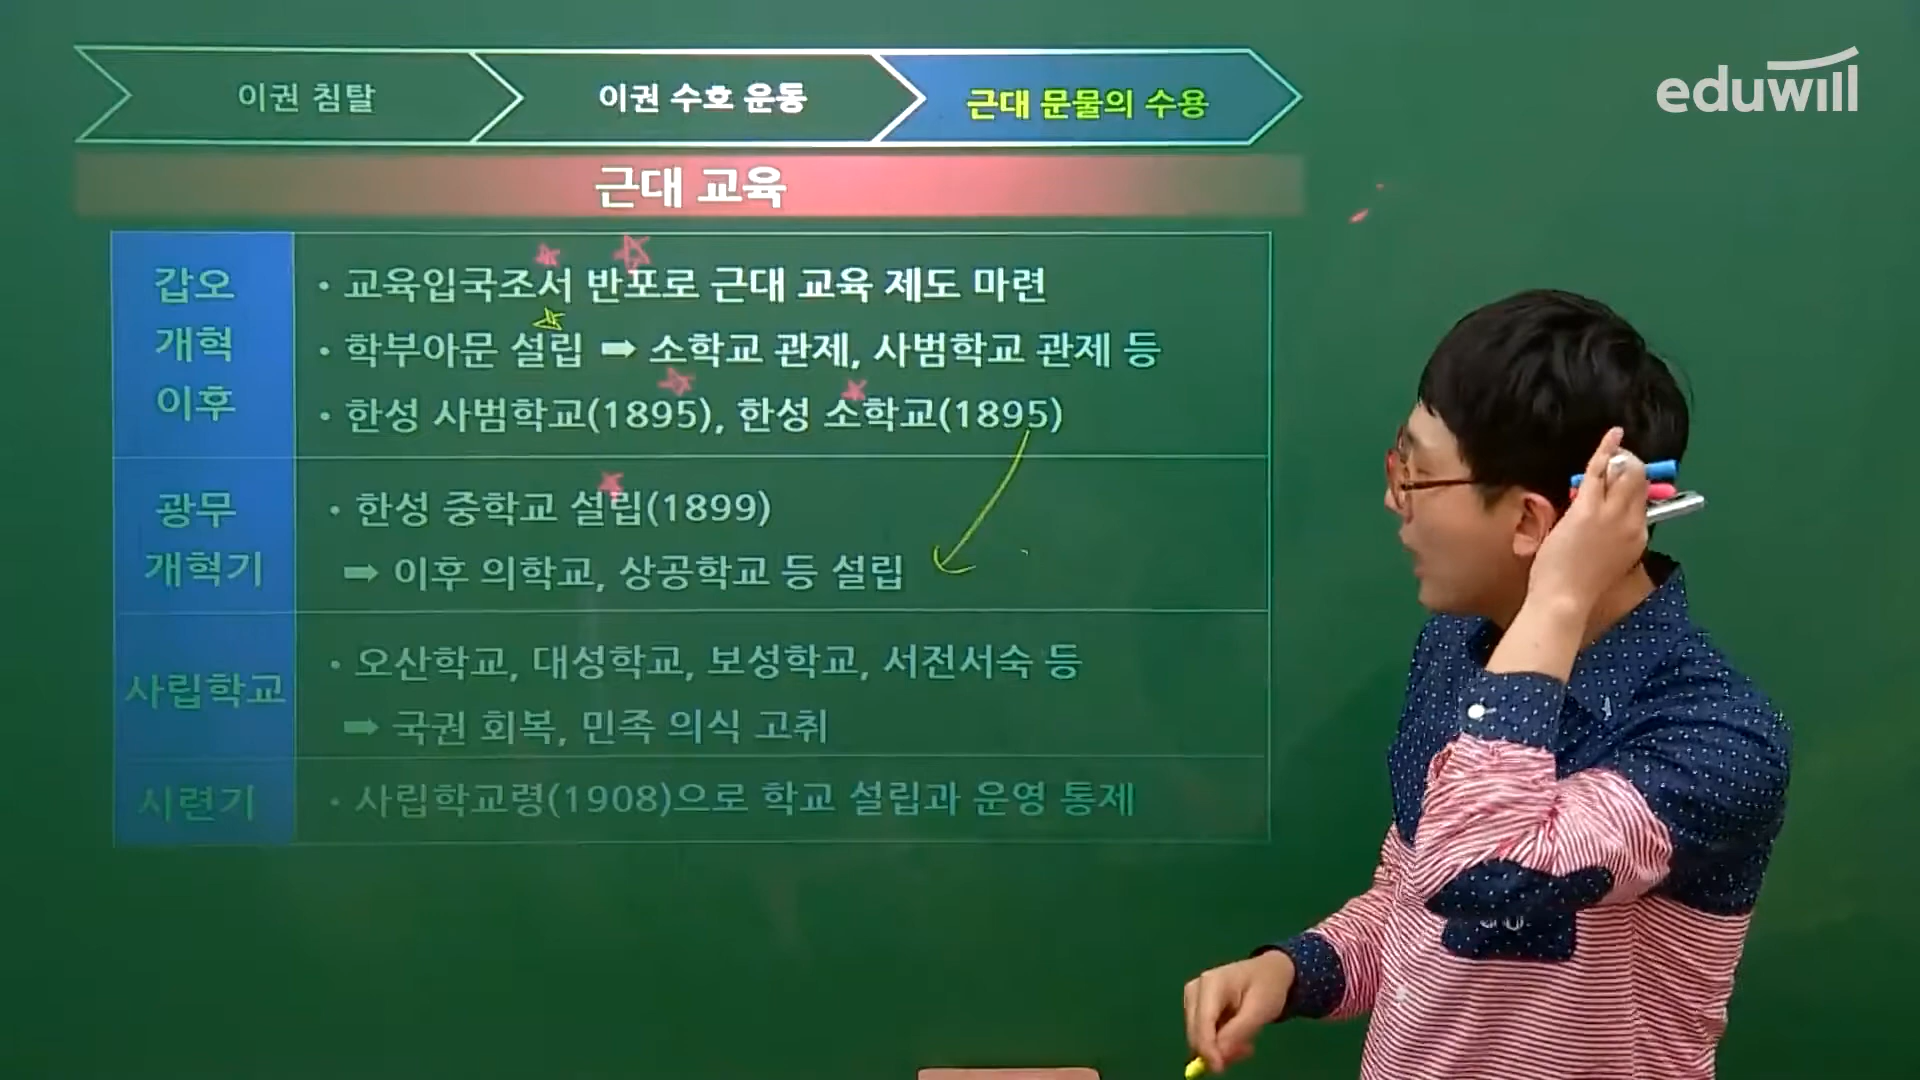 이권 침탈
이권 수호 운동
근대 문물의 수용
eduwill
근대 교육
갑오
개혁
이후
• 교육입국조서 반포로 근대 교육 제도 마련
• 학부아문 설립 ➡ 소학교 관제, 사범학교 관제 등
• 한성 사범학교(1895), 한성 소학교(1895)
광무
개혁기
• 한성 중학교 설립(1899)
➡ 이후 의학교, 상공학교 등 설립
사립학교
• 오산학교, 대성학교, 보성학교, 서전서숙 등
➡ 국권 회복, 민족 의식 고취
시련기
• 사립학교령(1908)으로 학교 설립과 운영 통제